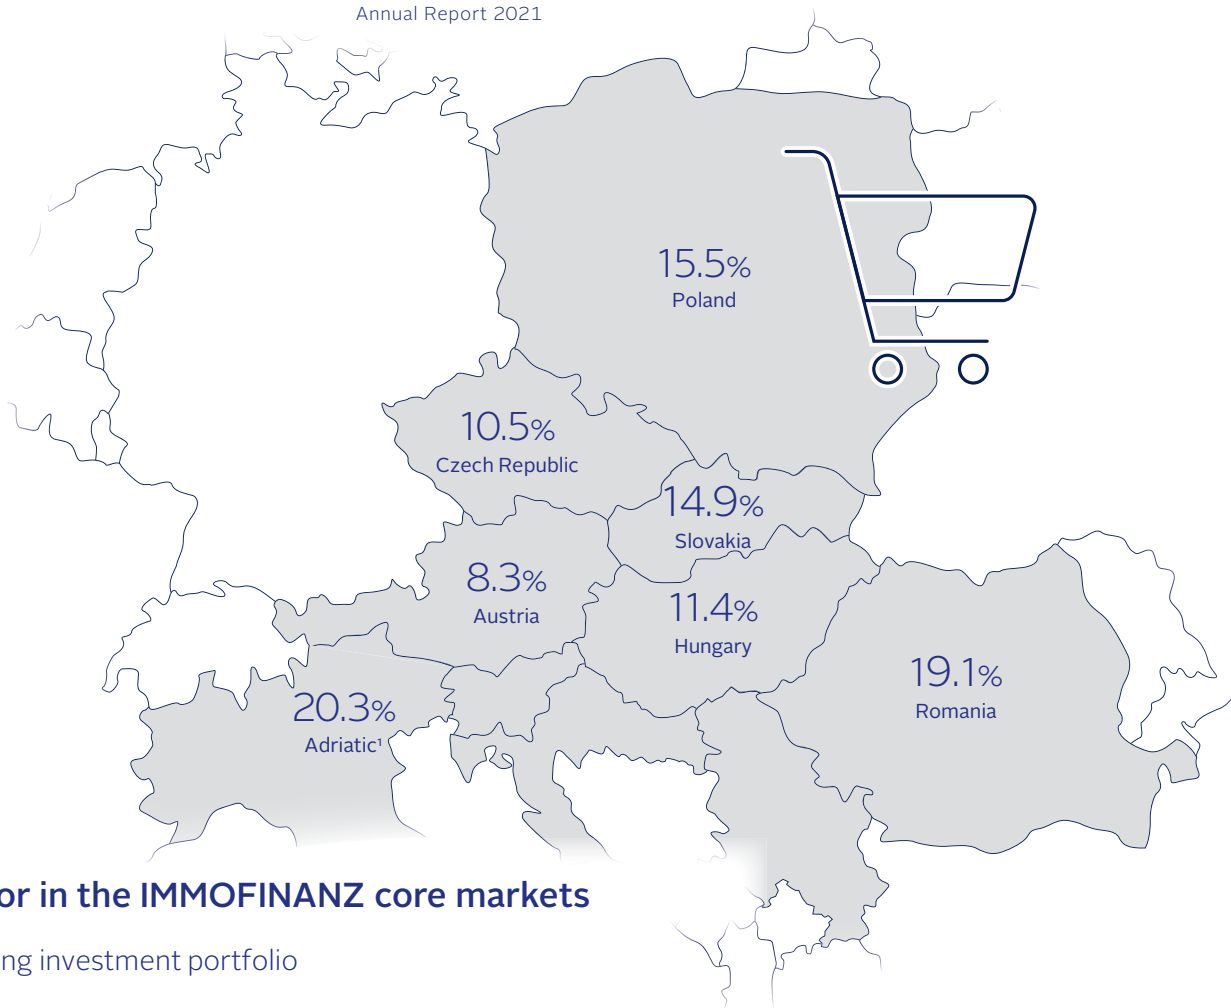 Annual Report 2021
15.5%
Poland
10.5%
Czech Republic
14.9%
Slovakia
8.3%
Austria
11.4%
Hungary
19.1%
Romania
20.3%
Adriatic¹
or in the IMMOFINANZ core markets
ng investment portfolio